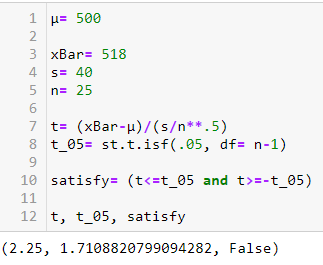 1 μ= 500
2
3 xBar= 518
4 s= 40
5 n= 25
6
7 t= (xBar-μ)/(s/n**.5)
8 t_05= st.t.isf(.05, df= n-1)
9
10 satisfy= (t<=t_05 and t>=-t_05)
11
12 t, t_05, satisfy
(2.25, 1.7108820799094282, False)